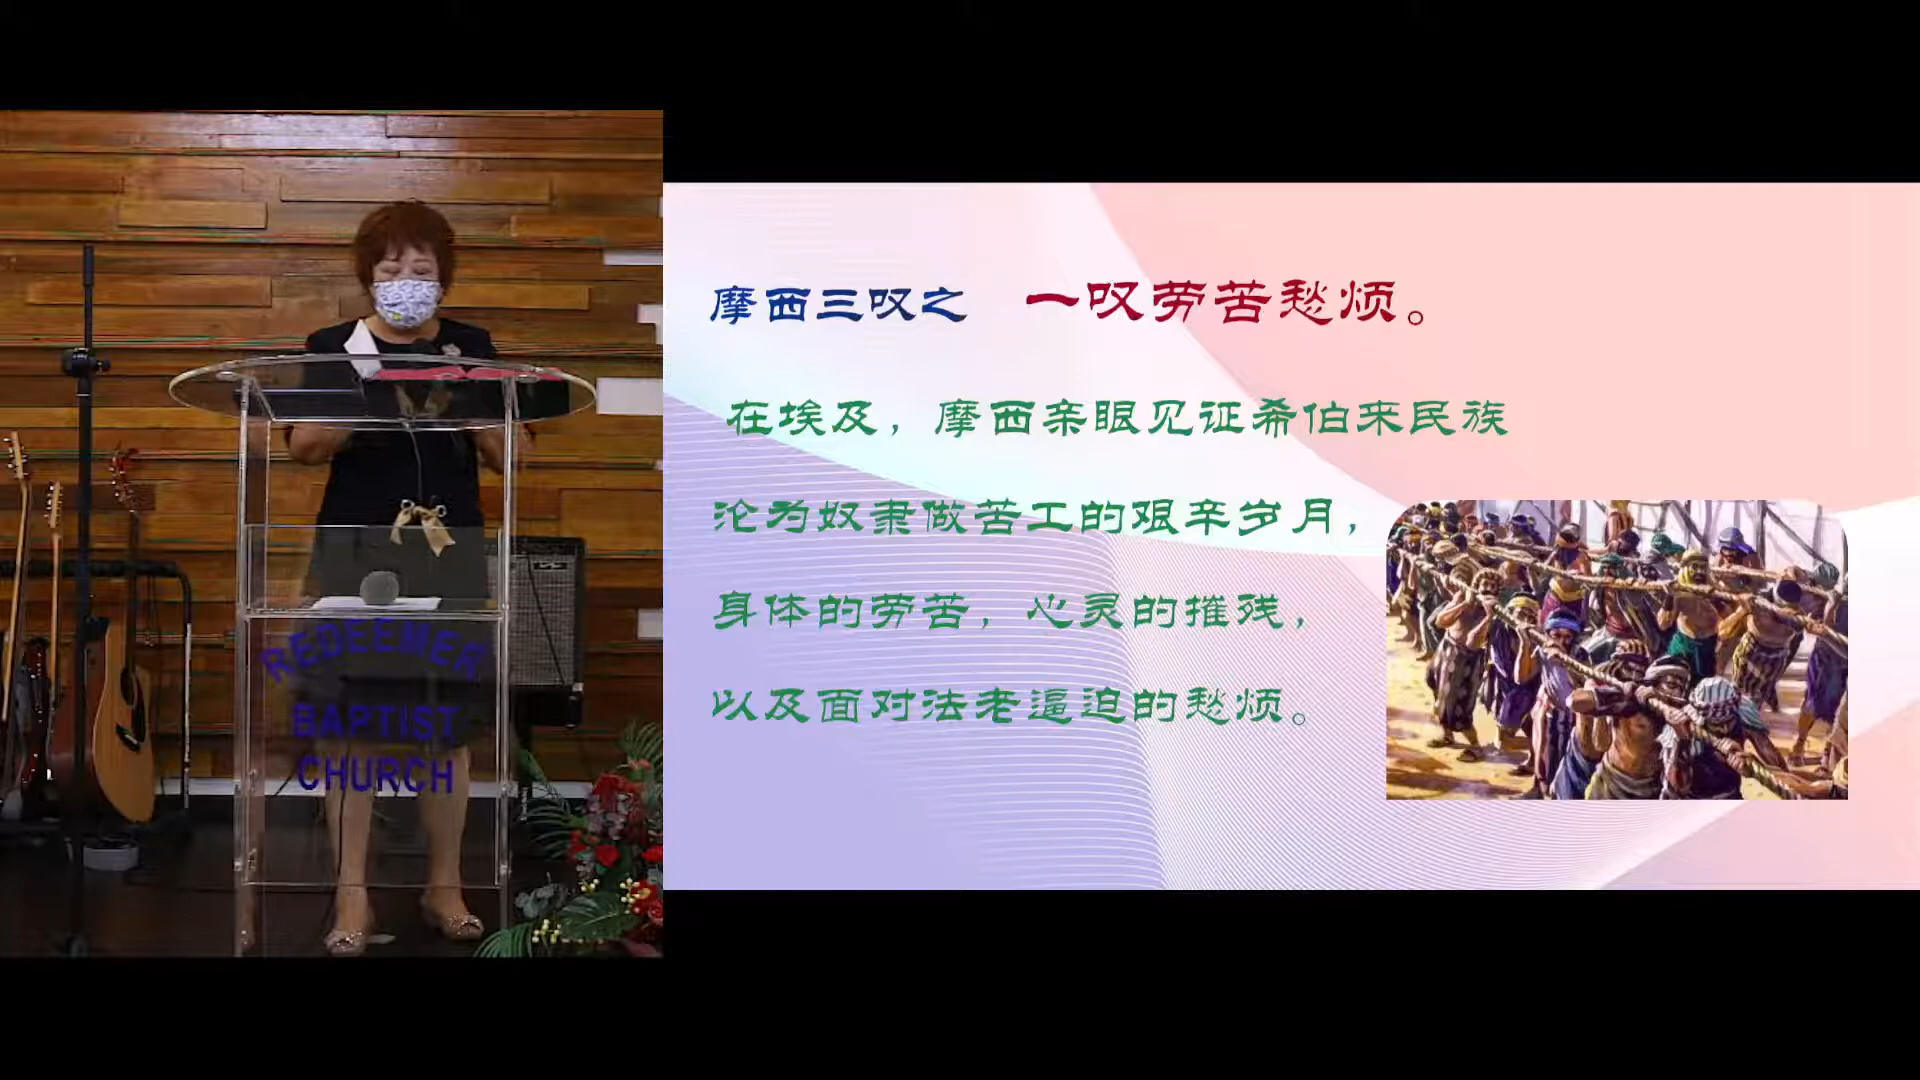 摩西三叹之 一叹劳苦愁烦。
在埃及，摩西亲眼见证希伯来民族
沦为奴隶做苦工的艰辛岁月，
身体的劳苦，心灵的摧残，
以及面对法老逼迫的愁烦。
REDEEMER
BAPTIST
CHURCH